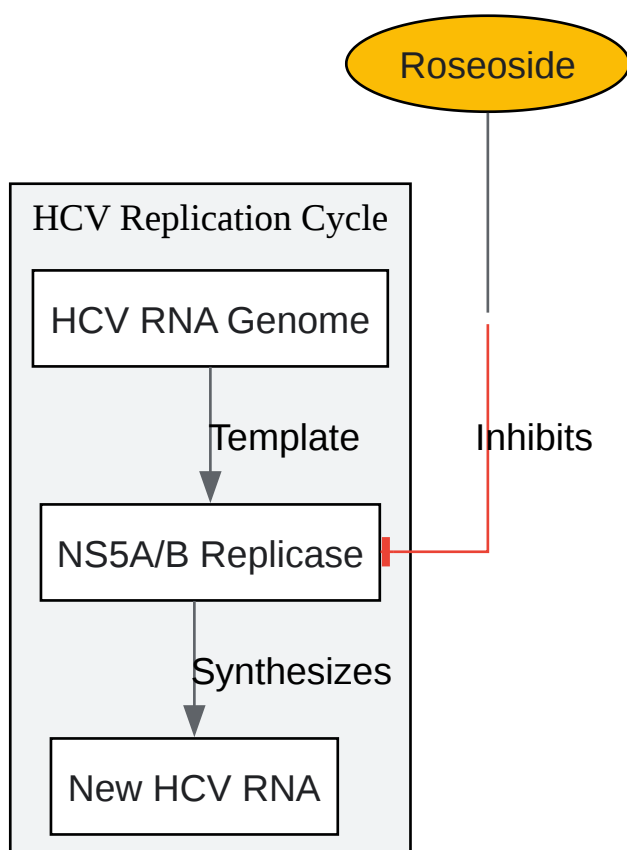 Roseoside
HCV Replication Cycle
HCV RNA Genome
Template
Inhibits
NS5A/B Replicase
Synthesizes
New HCV RNA